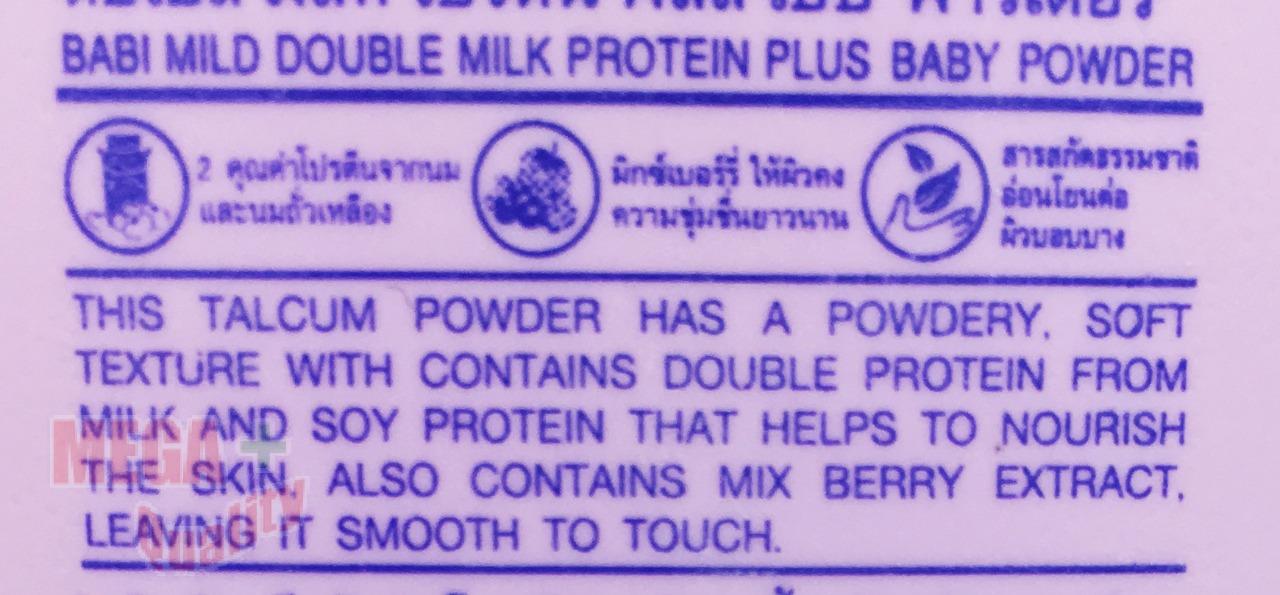 BABI MILD DOUBLE MILK PROTEIN PLUS BABY POWDER
2 คุณค่าโปรตีนจากนม
และนมถั่วเหลือง
มิกซ์เบอร์รี่ ให้ผิวคง
ความชุ่มชื่นยาวนาน
สารสกัดธรรมชาติ
อ่อนโยนต่อ
ผิวบอบบาง
THIS TALCUM POWDER HAS A POWDERY, SOFT
TEXTURE WITH CONTAINS DOUBLE PROTEIN FROM
MILK AND SOY PROTEIN THAT HELPS TO NOURISH
THE SKIN. ALSO CONTAINS MIX BERRY EXTRACT,
LEAVING IT SMOOTH TO TOUCH.
MEGA+
Quality